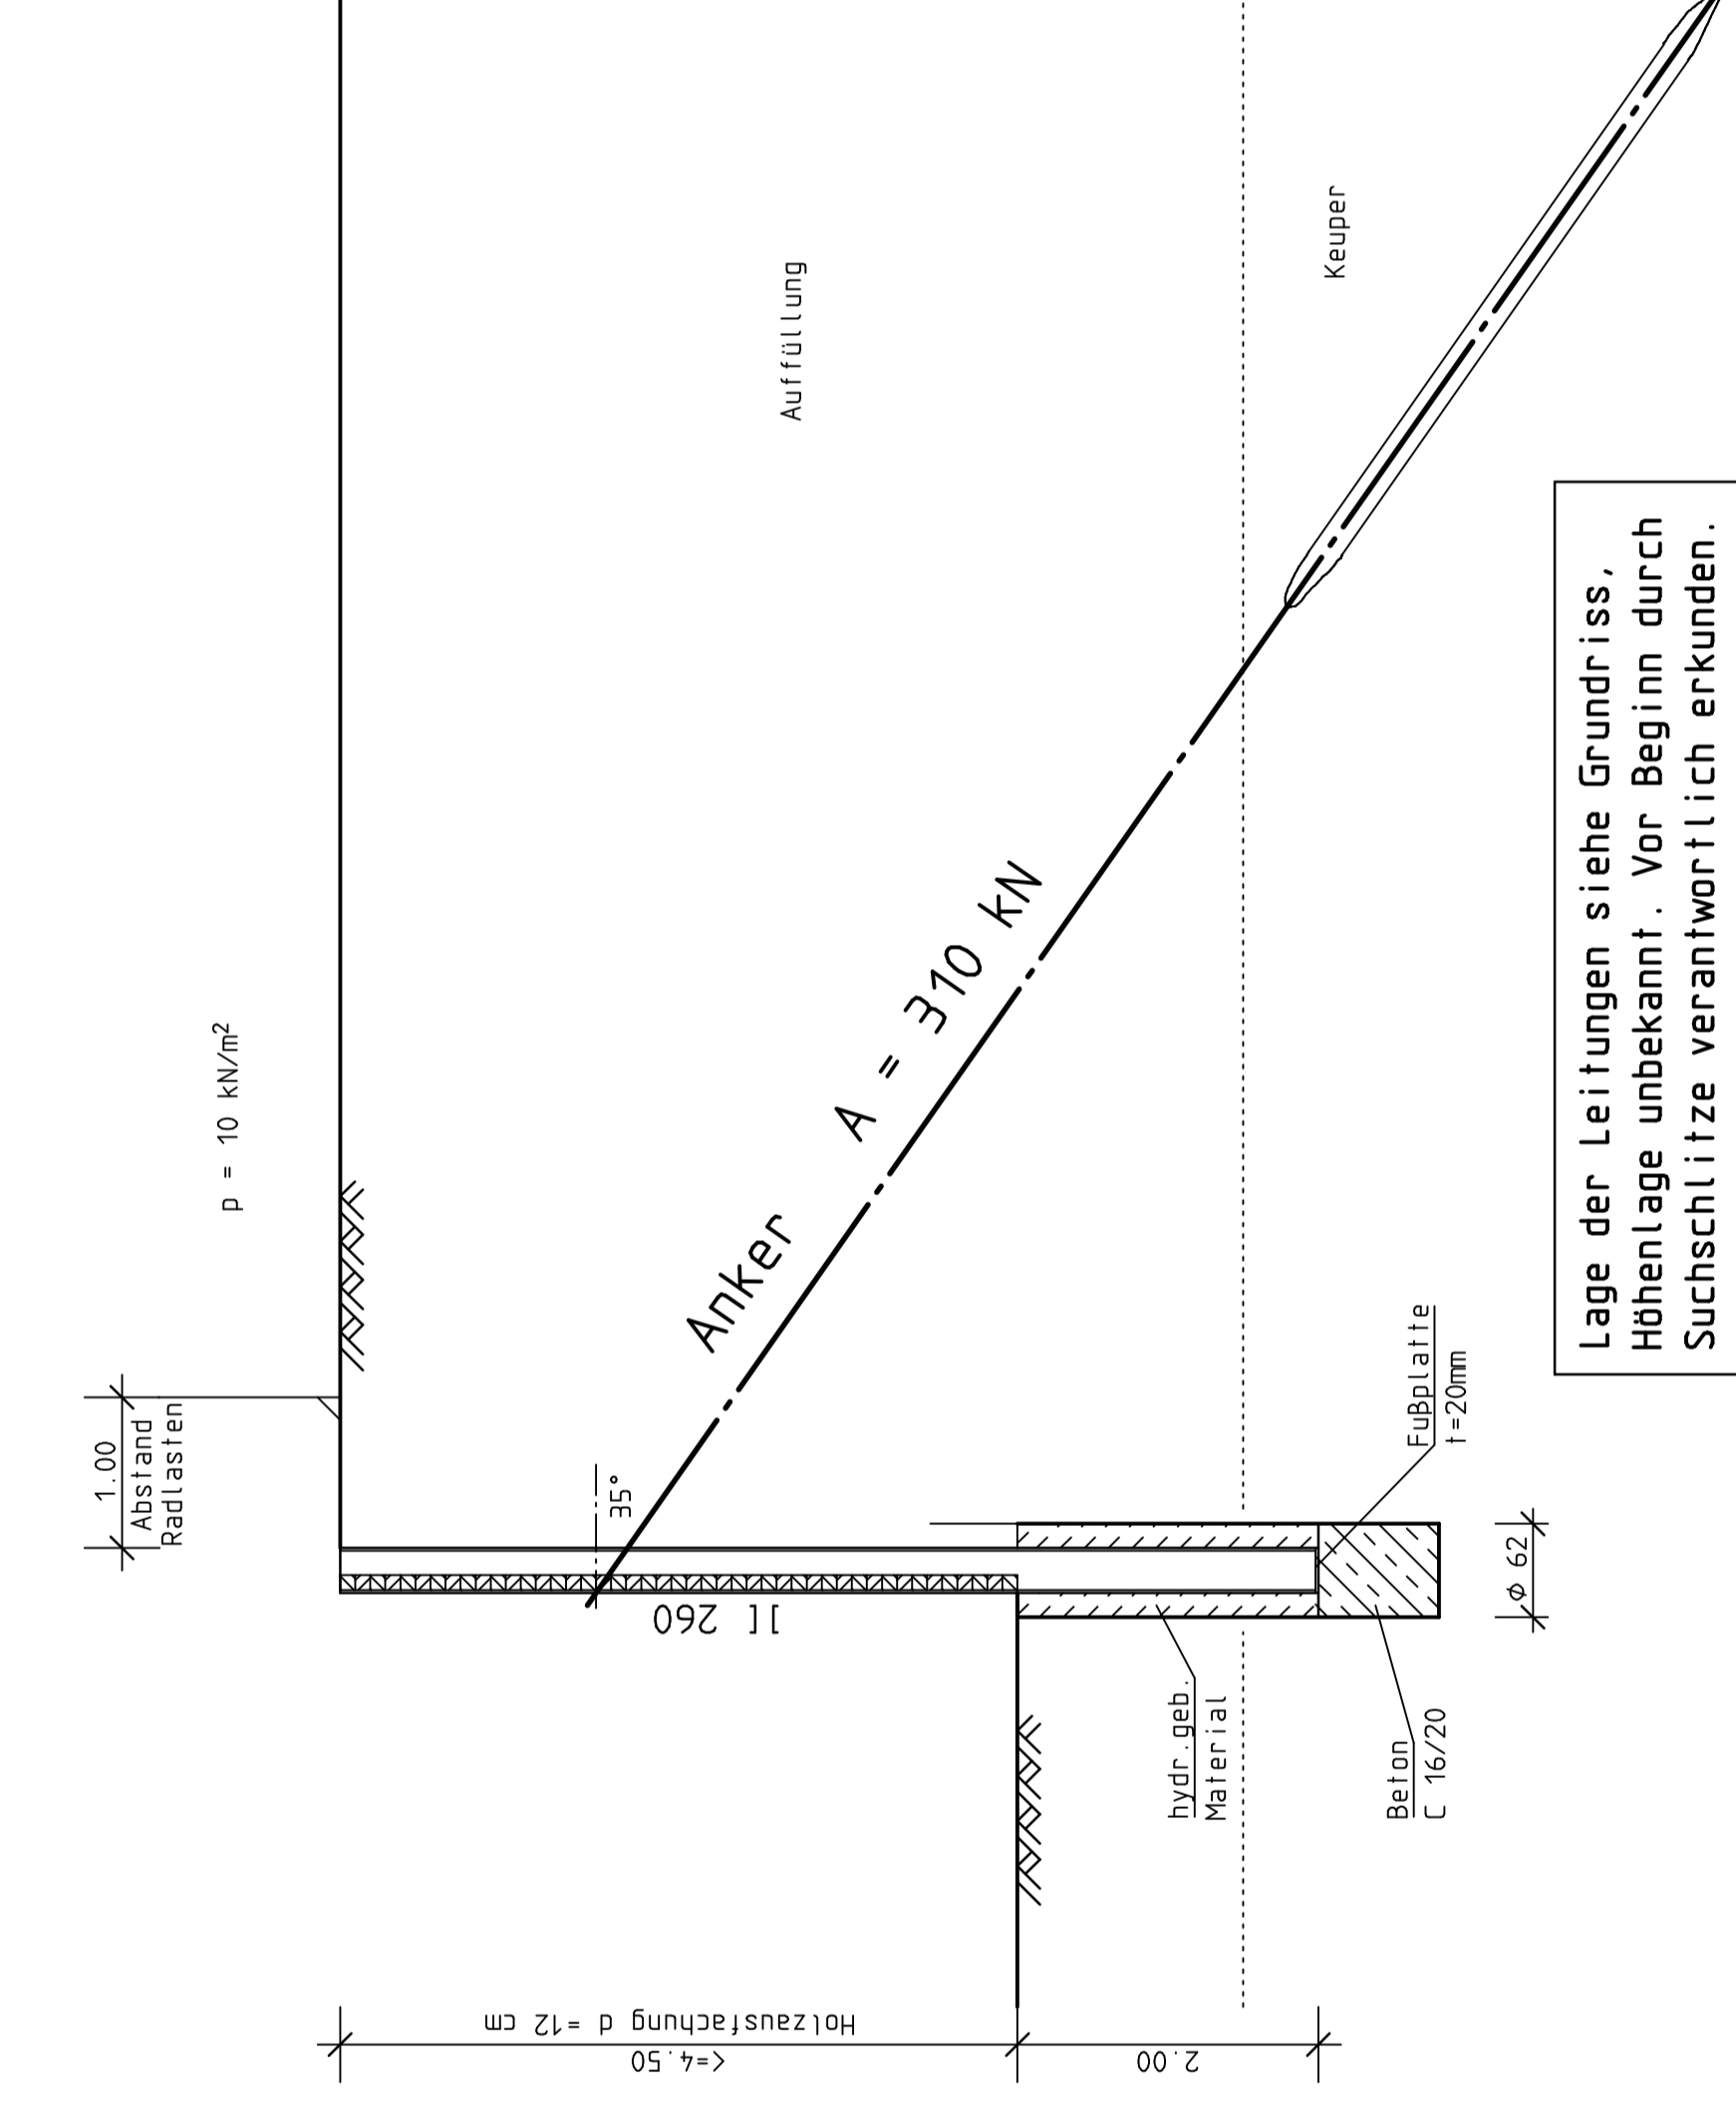 1.00
Abstand
Radlasten
p = 10 kN/m²
Auffüllung
Keuper
Anker A = 310 kN
35°
][ 260
Fußplatte
t=20mm
hydr.geb.
Material
Beton
C 16/20
Φ 62
Holzausfachung d =12 cm
<=4.50
2.00
Lage der Leitungen siehe Grundriss,
Höhenlage unbekannt. Vor Beginn durch
Suchschlitze verantwortlich erkunden.